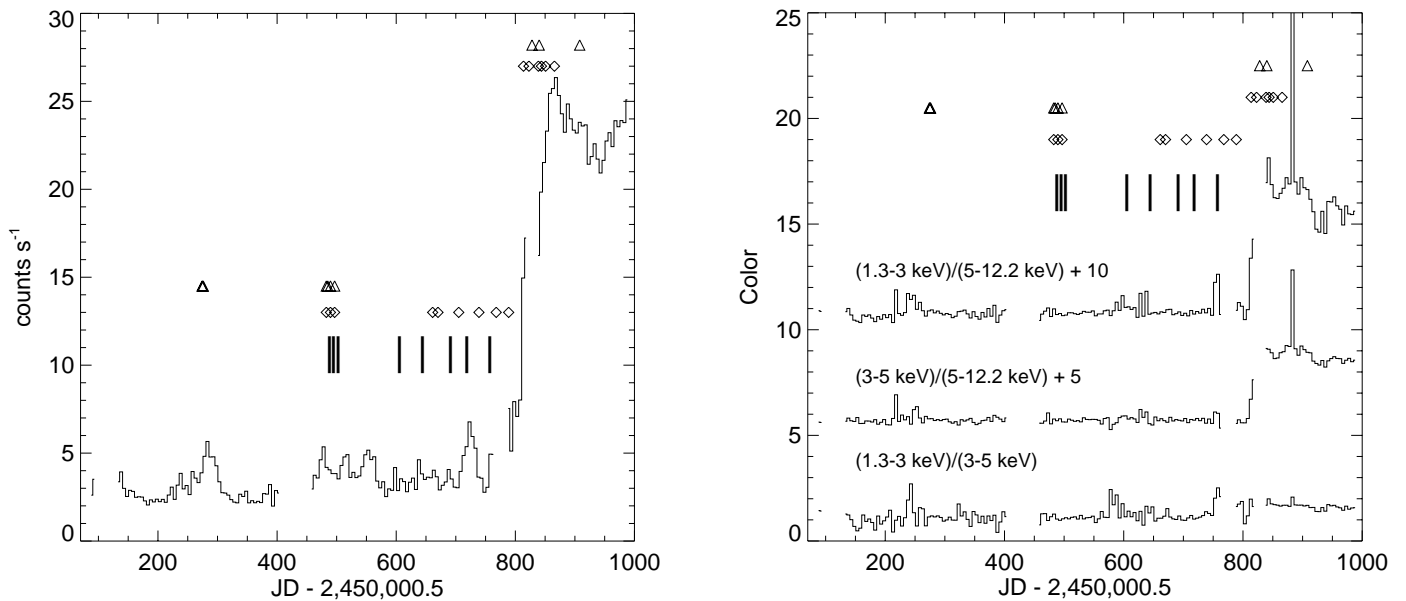 30
25
20
15
10
5
0
counts s-1
200 400 600 800 1000
JD - 2,450,000.5
25
20
15
10
5
0
Color
(1.3-3 keV)/(5-12.2 keV) + 10
(3-5 keV)/(5-12.2 keV) + 5
(1.3-3 keV)/(3-5 keV)
200 400 600 800 1000
JD - 2,450,000.5